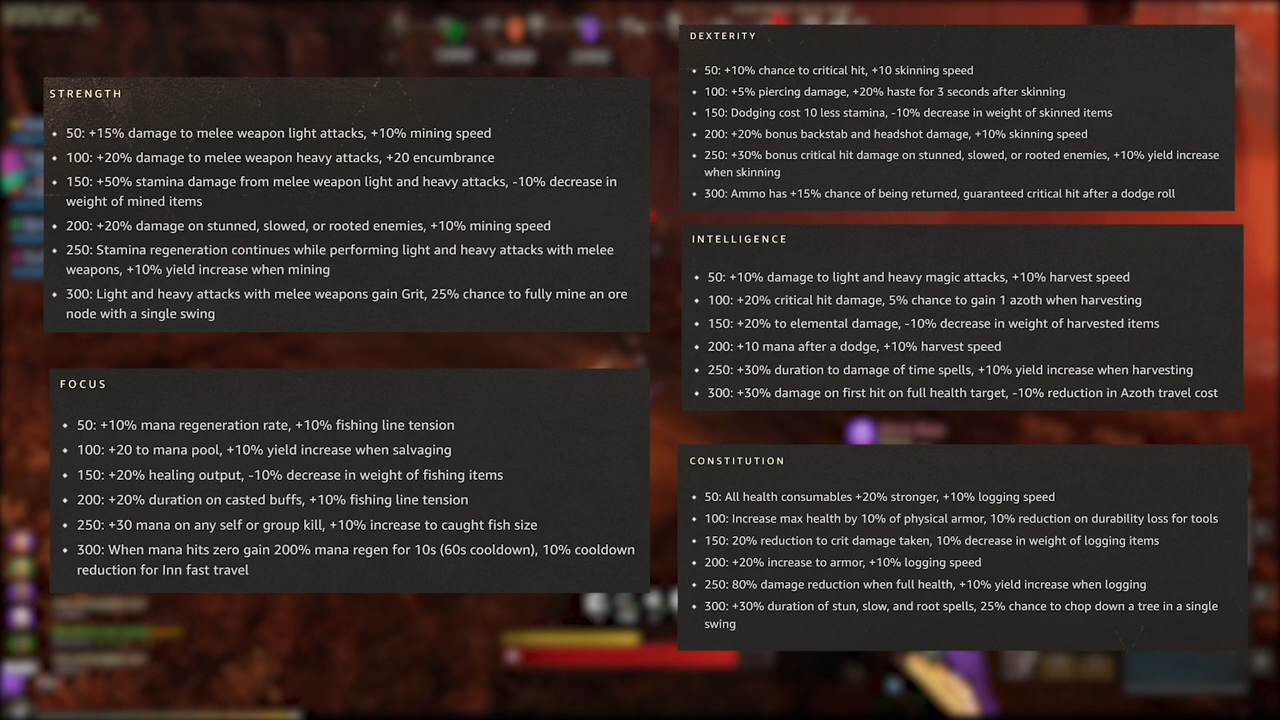 STRENGTH
50: +15% damage to melee weapon light attacks, +10% mining speed
100: +20% damage to melee weapon heavy attacks, +20 encumbrance
150: +50% stamina damage from melee weapon light and heavy attacks, -10% decrease in
weight of mined items
200: +20% damage on stunned, slowed, or rooted enemies, +10% mining speed
250: Stamina regeneration continues while performing light and heavy attacks with melee
weapons, +10% yield increase when mining
300: Light and heavy attacks with melee weapons gain Grit, 25% chance to fully mine an ore
node with a single swing
FOCUS
50: +10% mana regeneration rate, +10% fishing line tension
100: +20 to mana pool, +10% yield increase when salvaging
150: +20% healing output, -10% decrease in weight of fishing items
200: +20% duration on casted buffs, +10% fishing line tension
250: +30 mana on any self or group kill, +10% increase to caught fish size
300: When mana hits zero gain 200% mana regen for 10s (60s cooldown), 10% cooldown
reduction for Inn fast travel
DEXTERITY
50: +10% chance to critical hit, +10 skinning speed
100: +5% piercing damage, +20% haste for 3 seconds after skinning
150: Dodging cost 10 less stamina, -10% decrease in weight of skinned items
200: +20% bonus backstab and headshot damage, +10% skinning speed
250: +30% bonus critical hit damage on stunned, slowed, or rooted enemies, +10% yield increase
when skinning
300: Ammo has +15% chance of being returned, guaranteed critical hit after a dodge roll
INTELLIGENCE
50: +10% damage to light and heavy magic attacks, +10% harvest speed
100: +20% critical hit damage, 5% chance to gain 1 azoth when harvesting
150: +20% to elemental damage, -10% decrease in weight of harvested items
200: +10 mana after a dodge, +10% harvest speed
250: +30% duration to damage of time spells, +10% yield increase when harvesting
300: +30% damage on first hit on full health target, -10% reduction in Azoth travel cost
CONSTITUTION
50: All health consumables +20% stronger, +10% logging speed
100: Increase max health by 10% of physical armor, 10% reduction on durability loss for tools
150: 20% reduction to crit damage taken, 10% decrease in weight of logging items
200: +20% increase to armor, +10% logging speed
250: 80% damage reduction when full health, +10% yield increase when logging
300: +30% duration of stun, slow, and root spells, 25% chance to chop down a tree in a single
swing